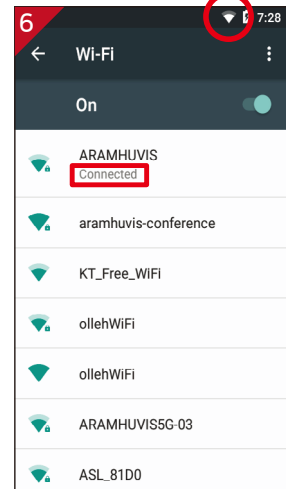 6
7:28
Wi-Fi
On
ARAMHUVIS
Connected
aramhuvis-conference
KT_Free_WiFi
ollehWiFi
ollehWiFi
ARAMHUVIS5G-03
ASL_81D0